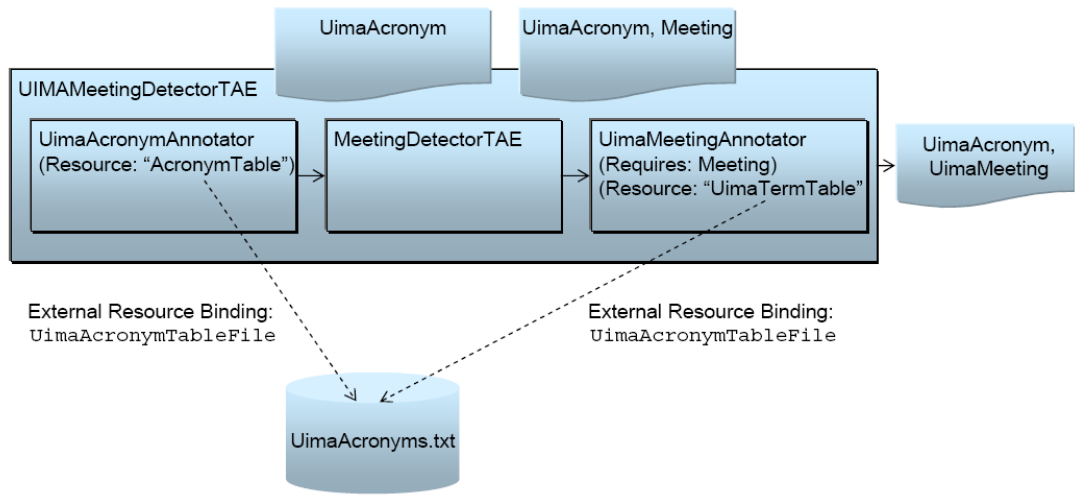 UimaAcronym
UimaAcronym, Meeting
UIMAMeetingDetectorTAE
UimaAcronymAnnotator
(Resource: “AcronymTable”)
MeetingDetectorTAE
UimaMeetingAnnotator
(Requires: Meeting)
(Resource: “UimaTermTable”
UimaAcronym,
UimaMeeting
External Resource Binding:
UimaAcronymTableFile
External Resource Binding:
UimaAcronymTableFile
UimaAcronyms.txt